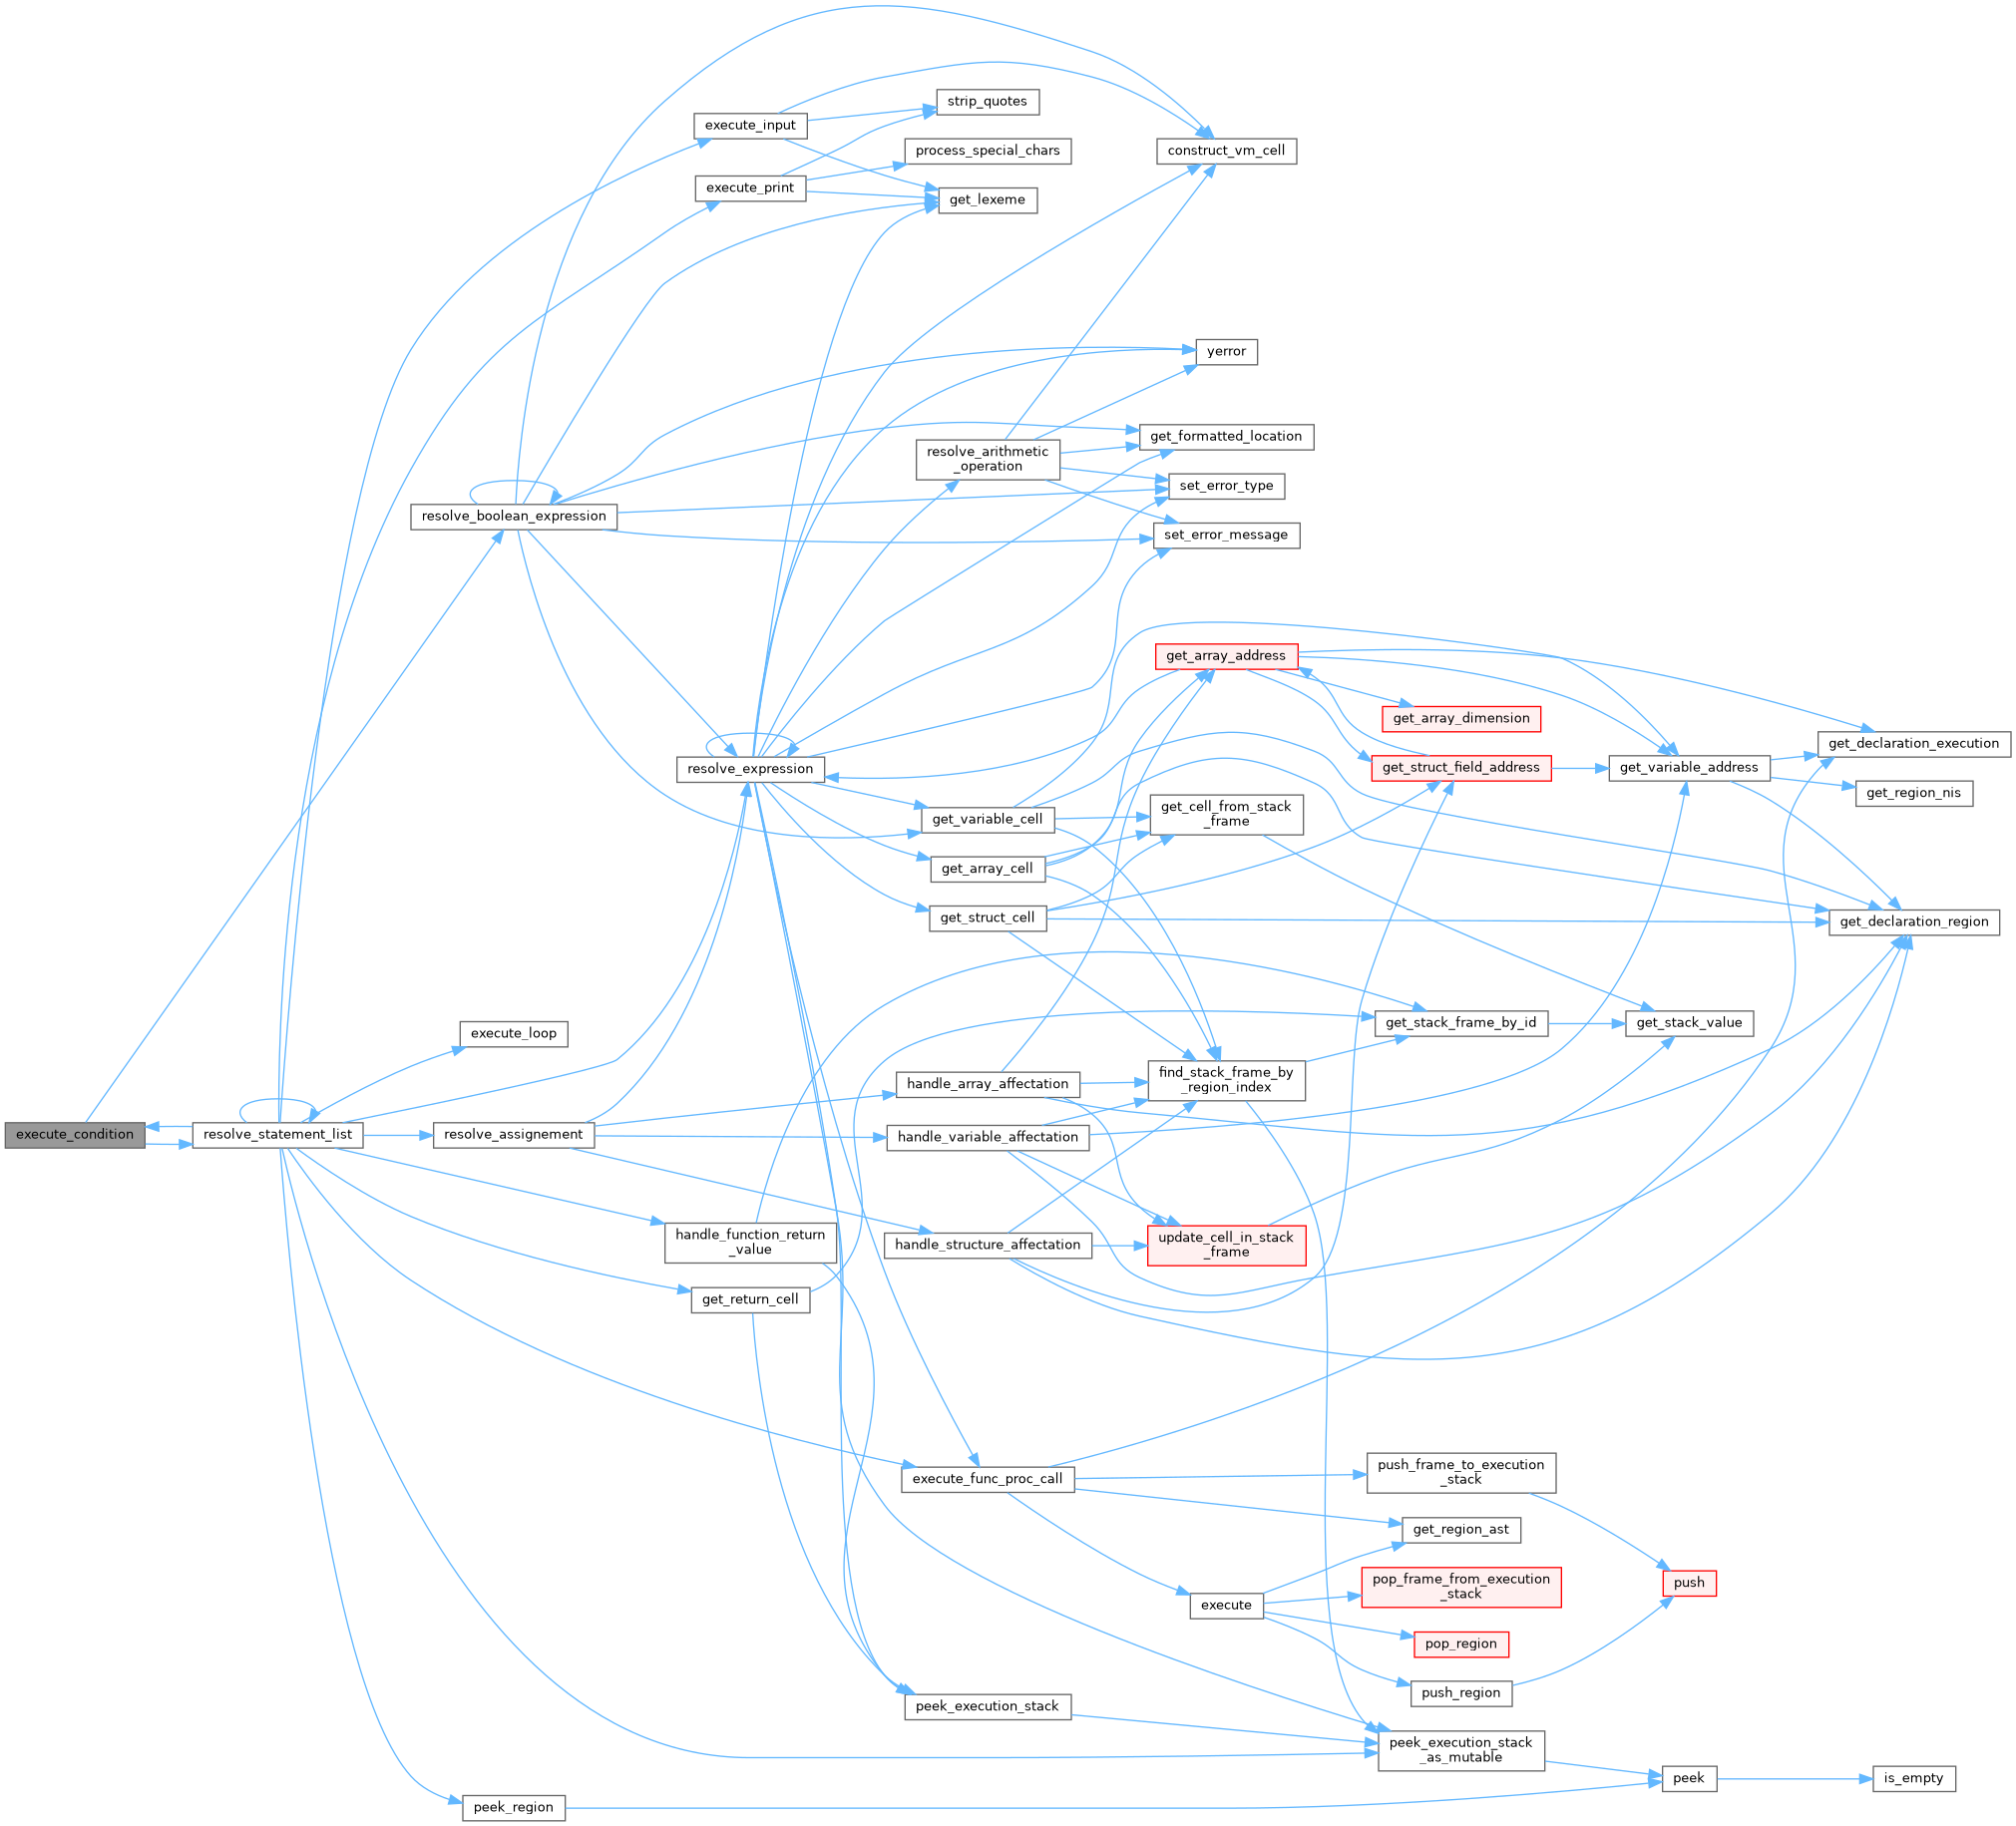 strip_quotes
execute_input
process_special_chars
construct_vm_cell
execute_print
get_lexeme
yerror
get_formatted_location
resolve_arithmetic
_operation
set_error_type
resolve_boolean_expression
set_error_message
get_array_address
get_array_dimension
get_declaration_execution
resolve_expression
get_struct_field_address
get_variable_address
get_region_nis
get_variable_cell
get_cell_from_stack
_frame
get_array_cell
get_struct_cell
get_declaration_region
execute_loop
get_stack_frame_by_id
get_stack_value
handle_array_affectation
find_stack_frame_by
_region_index
execute_condition
resolve_statement_list
resolve_assignement
handle_variable_affectation
handle_function_return
_value
handle_structure_affectation
update_cell_in_stack
_frame
get_return_cell
execute_func_proc_call
push_frame_to_execution
_stack
get_region_ast
pop_frame_from_execution
_stack
push
execute
pop_region
push_region
peek_execution_stack
peek_execution_stack
_as_mutable
peek
is_empty
peek_region